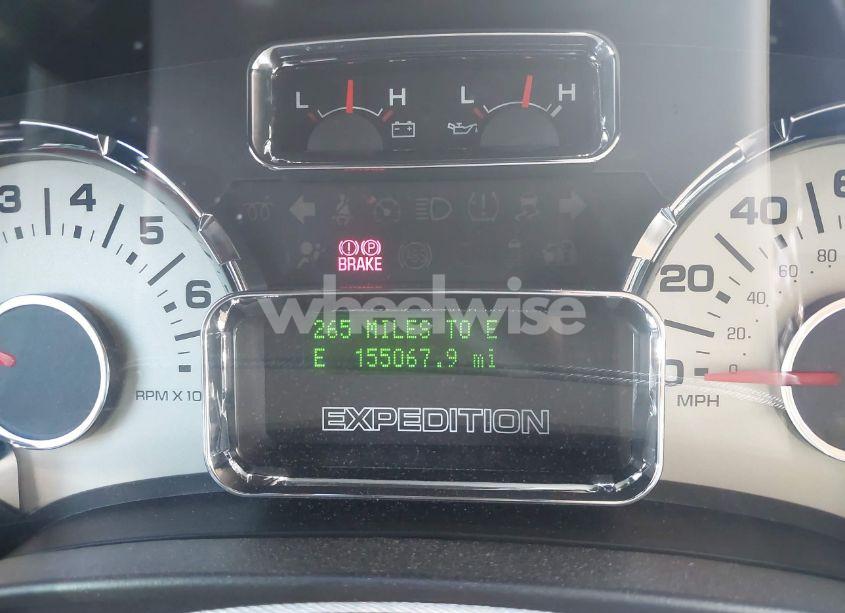 L H L H
3 4 5 6
RPM X 10
BRAKE
wheelwise
265 MILES TO E
E 155067.9 mi
EXPEDITION
0 20 40 6
0 20 40 60 80
MPH